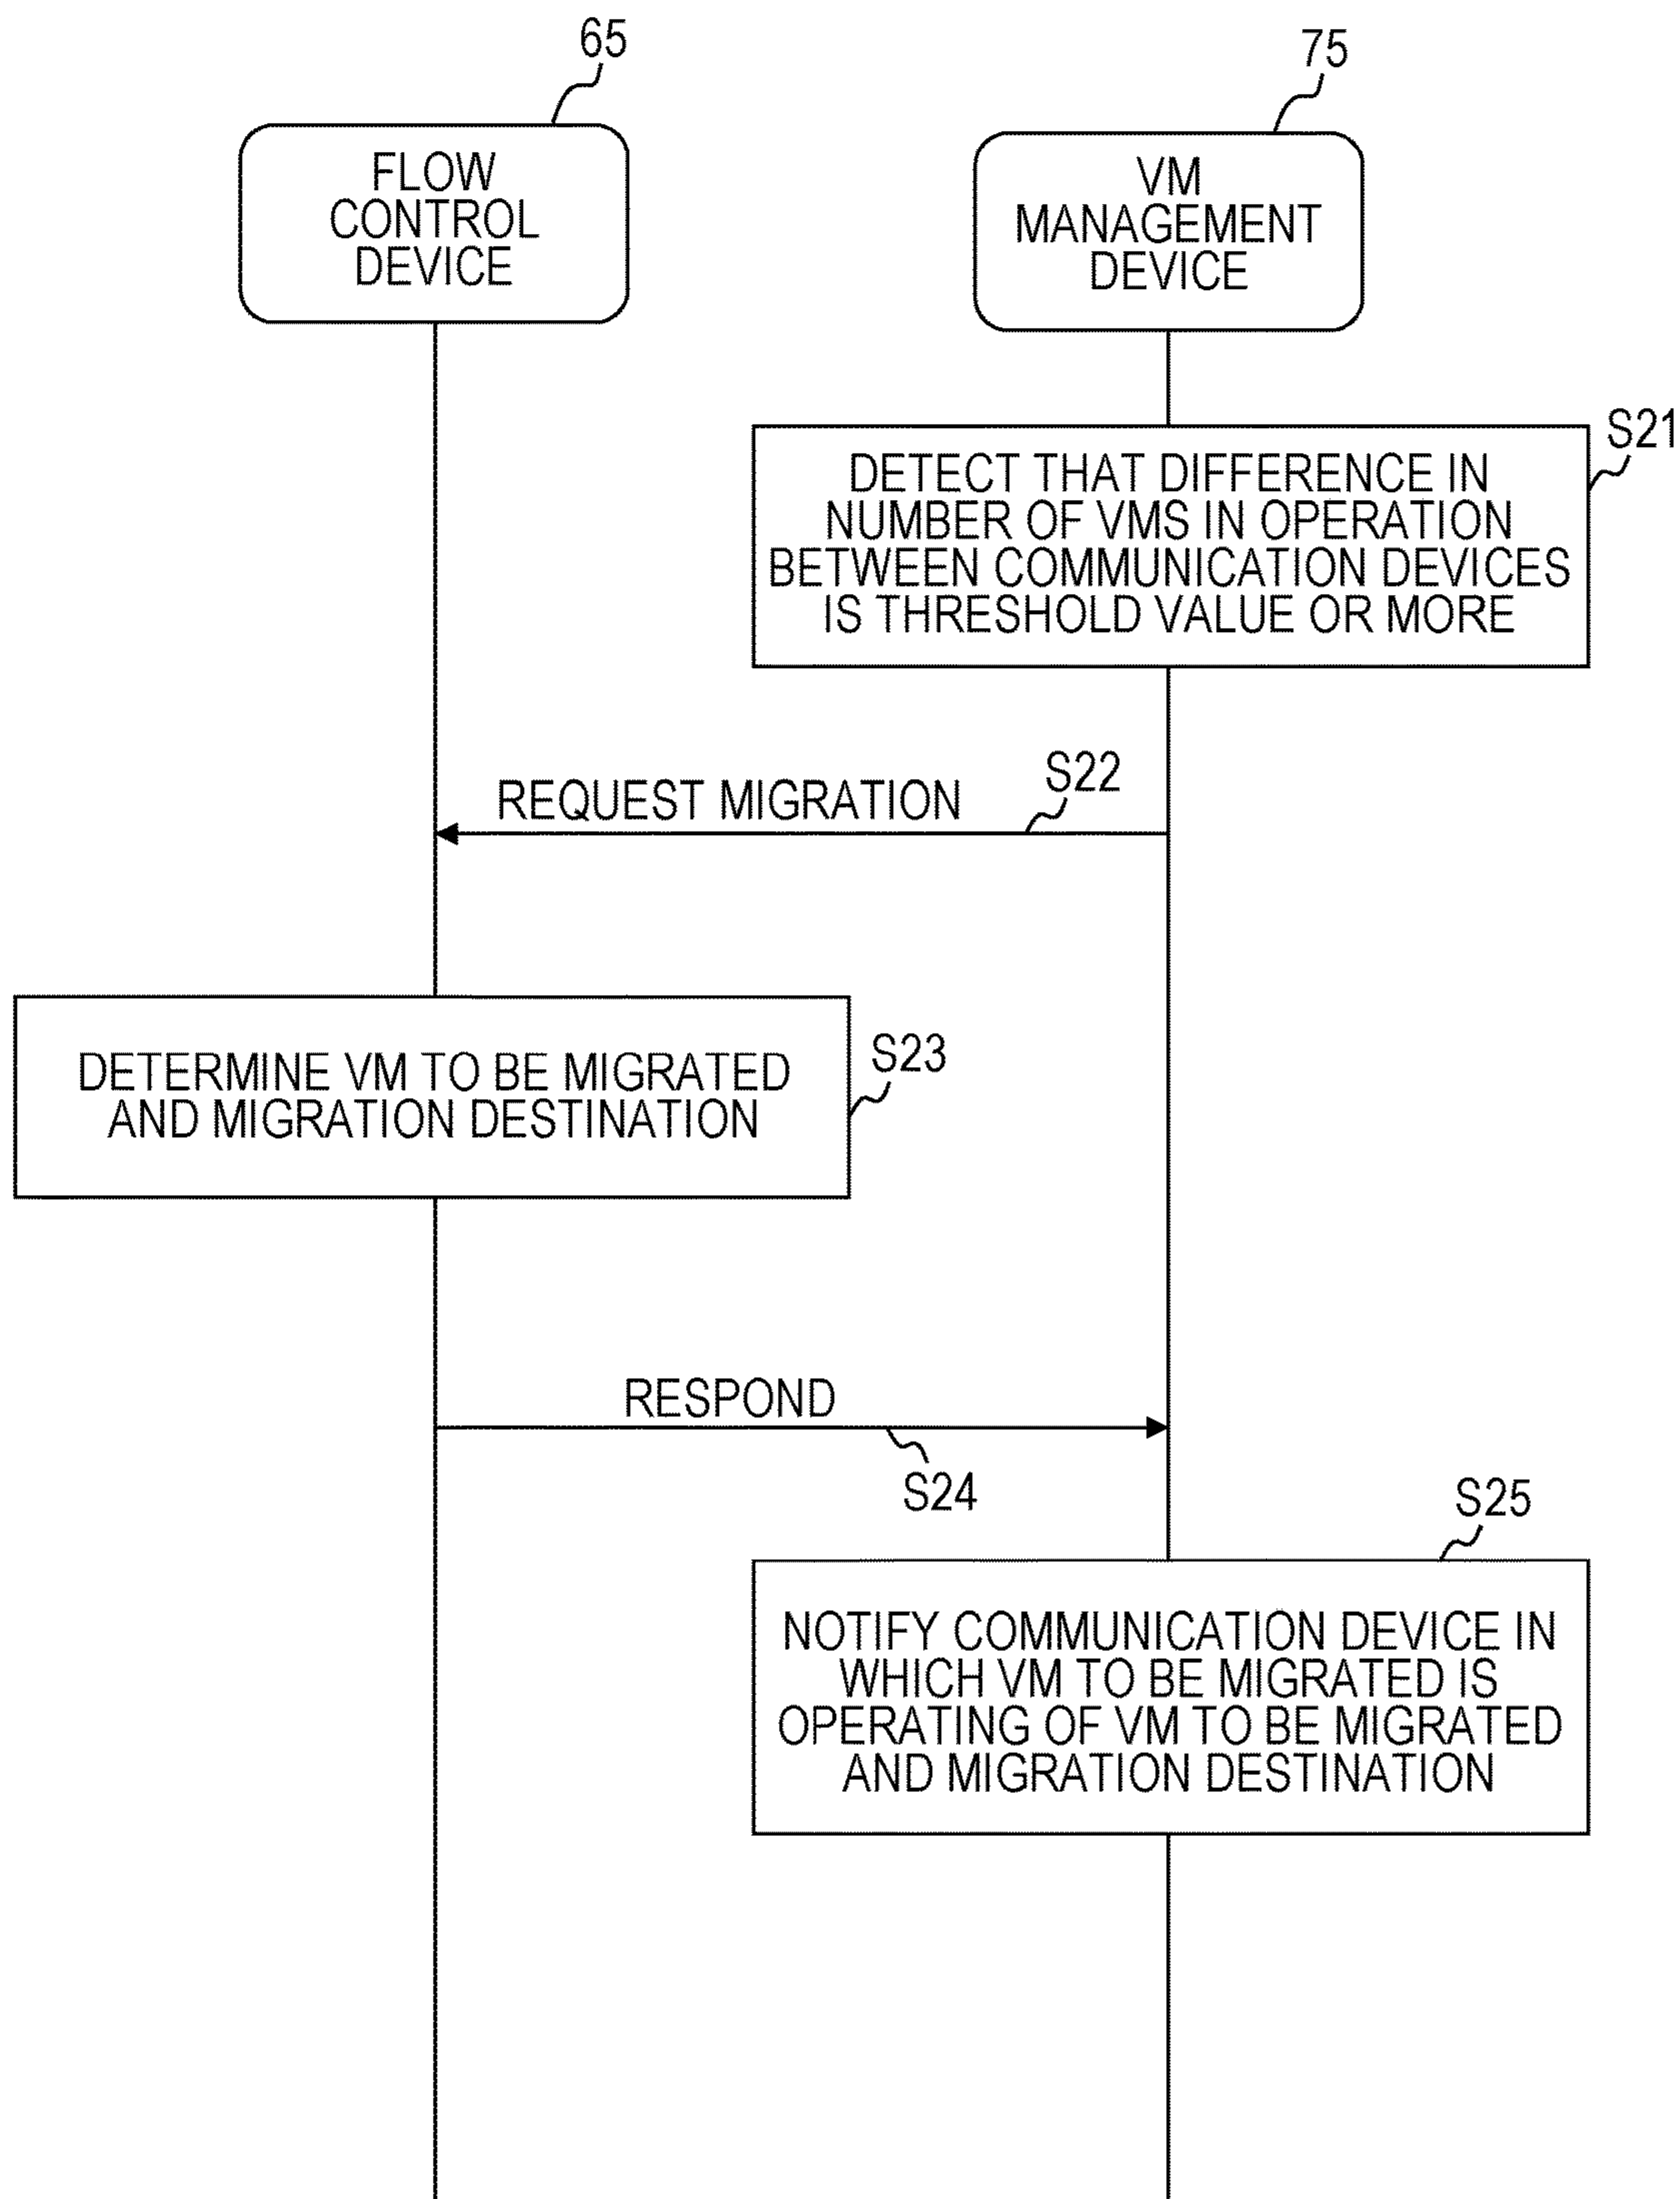 65
75
FLOW
CONTROL
DEVICE
VM
MANAGEMENT
DEVICE
S21
DETECT THAT DIFFERENCE IN
NUMBER OF VMS IN OPERATION
BETWEEN COMMUNICATION DEVICES
IS THRESHOLD VALUE OR MORE
S22
REQUEST MIGRATION
S23
DETERMINE VM TO BE MIGRATED
AND MIGRATION DESTINATION
RESPOND
S24
S25
NOTIFY COMMUNICATION DEVICE IN
WHICH VM TO BE MIGRATED IS
OPERATING OF VM TO BE MIGRATED
AND MIGRATION DESTINATION